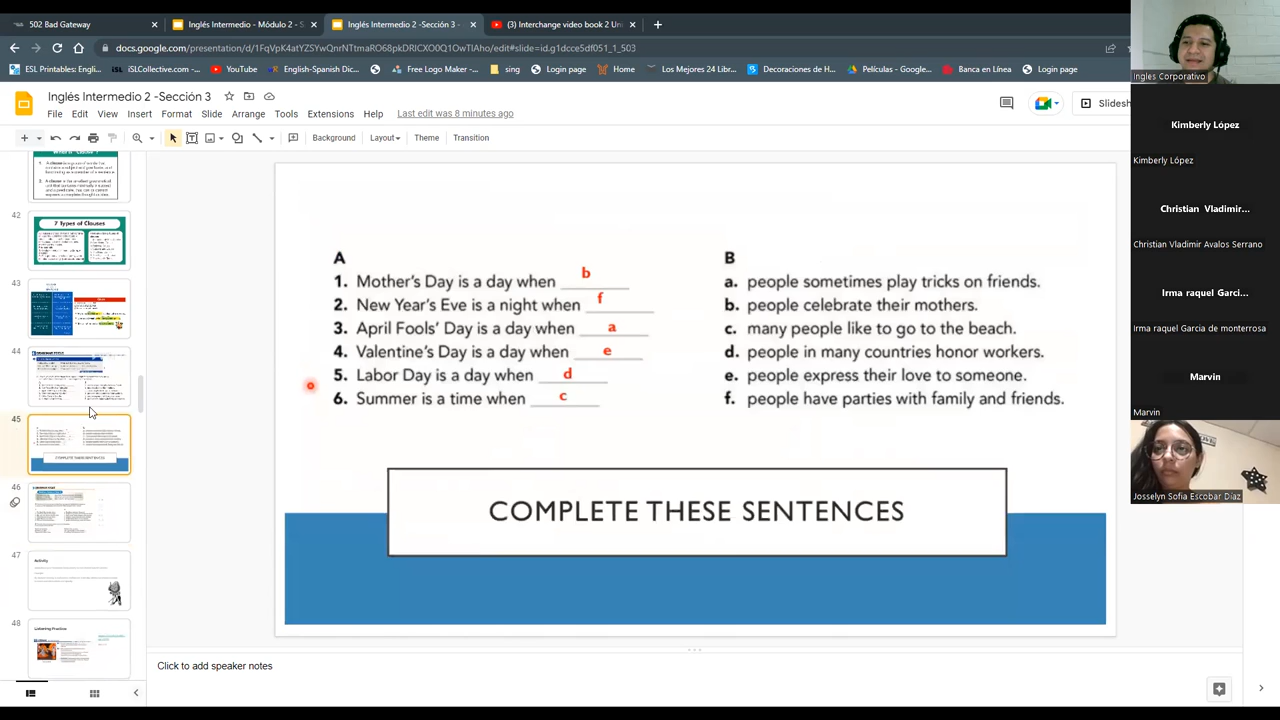 502 Bad Gateway
Inglés Intermedio - Módulo 2 - S
Inglés Intermedio 2 -Sección 3 -
(3) Interchange video book 2 Un
docs.google.com/presentation/d/1FqVpK4atYZSYwQnrNTtmaRO68pkDRICXO0Q1OwTlAho/edit#slide=id.g1dcce5df051_1_503
ESL Printables: Engli...
iSLCollective.com -...
YouTube
English-Spanish Dic...
Free Logo Maker -...
Ing
Login page
Home
Los Mejores 24 Libr...
Decoraciones de H...
Películas - Google...
Banca en Línea
Login page
Inglés Intermedio 2 -Sección 3
File Edit View Insert Format Slide Arrange Tools Extensions Help Last edit was 8 minutes ago
Slidesh
Background Layout Theme Transition
42
7 Types of Clauses
43
44
45
COMPLETE THESE SENTENCES
46
47
Activity
48
Listening Practice
A
1. Mother's Day is a day when b
2. New Year's Eve is a night when f
3. April Fools' Day is a day when a
4. Valentine's Day is a day when e
5. Labor Day is a day when d
6. Summer is a time when c
B
a. people sometimes play tricks on friends.
b. people celebrate their mothers.
c. many people like to go to the beach.
d. people in many countries honor workers.
e. people express their love to someone.
f. people have parties with family and friends.
COMPLETE THESE SENTENCES
Click to add speaker notes
Ingles Corporativo
Kimberly López
Kimberly López
Christian Vladimir...
Christian Vladimir Avalos Serrano
Irma raquel Garci...
Irma raquel Garcia de monterrosa
Marvin
Marvin
Josselyn Sofia Escobar Diaz